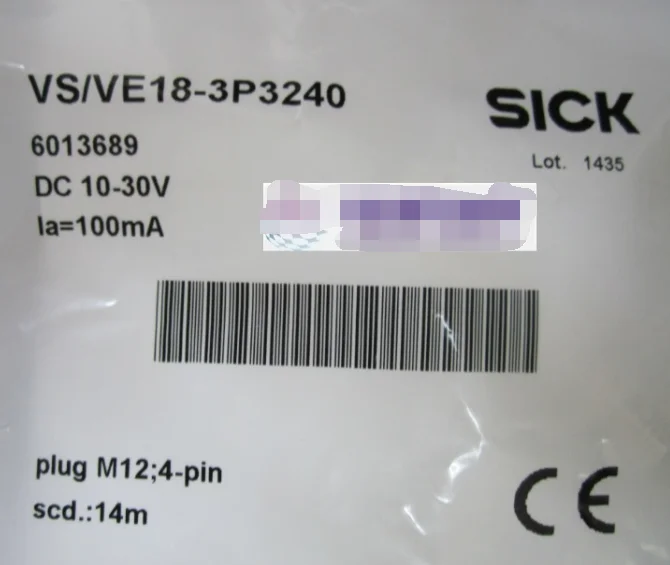 VS/VE18-3P3240
SICK
6013689
Lot. 1435
DC 10-30V
Ia=100mA
plug M12;4-pin
scd.:14m
CE